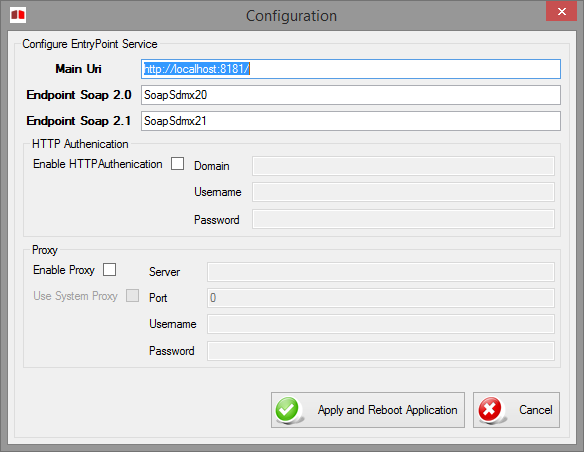 Configuration
Configure EntryPoint Service
Main Uri http://localhost:8181/
Endpoint Soap 2.0 SoapSdmx20
Endpoint Soap 2.1 SoapSdmx21
HTTP Authenication
Enable HTTPAuthenication Domain
Username
Password
Proxy
Enable Proxy Server
Use System Proxy Port 0
Username
Password
Apply and Reboot Application Cancel